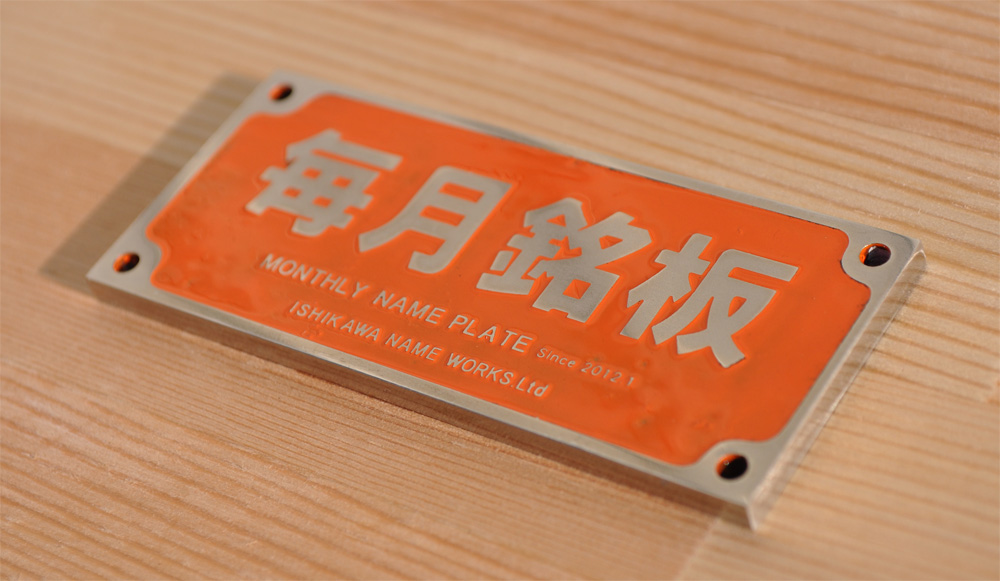 毎月銘板
MONTHLY NAME PLATE Since 2012 1
ISHIKAWA NAME WORKS.Ltd